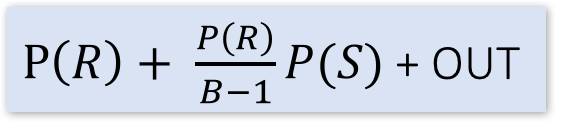 P(R) + P(R)/B−1 P(S) + OUT